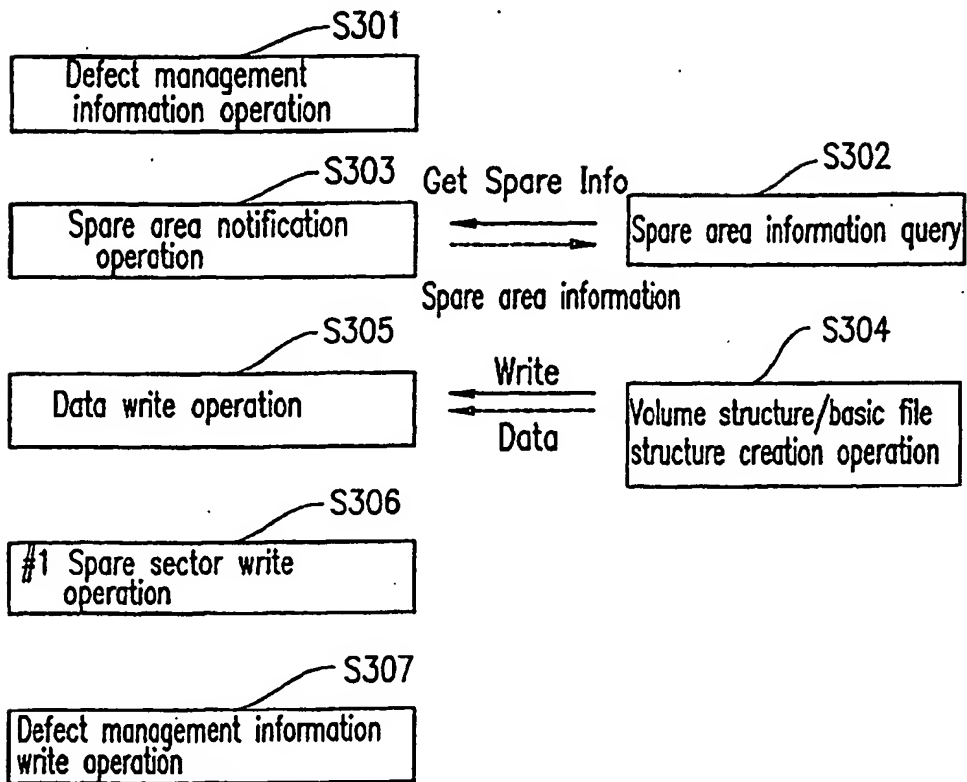 S301
Defect management
information operation
S303
Spare area notification
operation
Get Spare Info
Spare area information
S302
Spare area information query
S305
Data write operation
Write
Data
S304
Volume structure/basic file
structure creation operation
S306
#1 Spare sector write
operation
S307
Defect management information
write operation